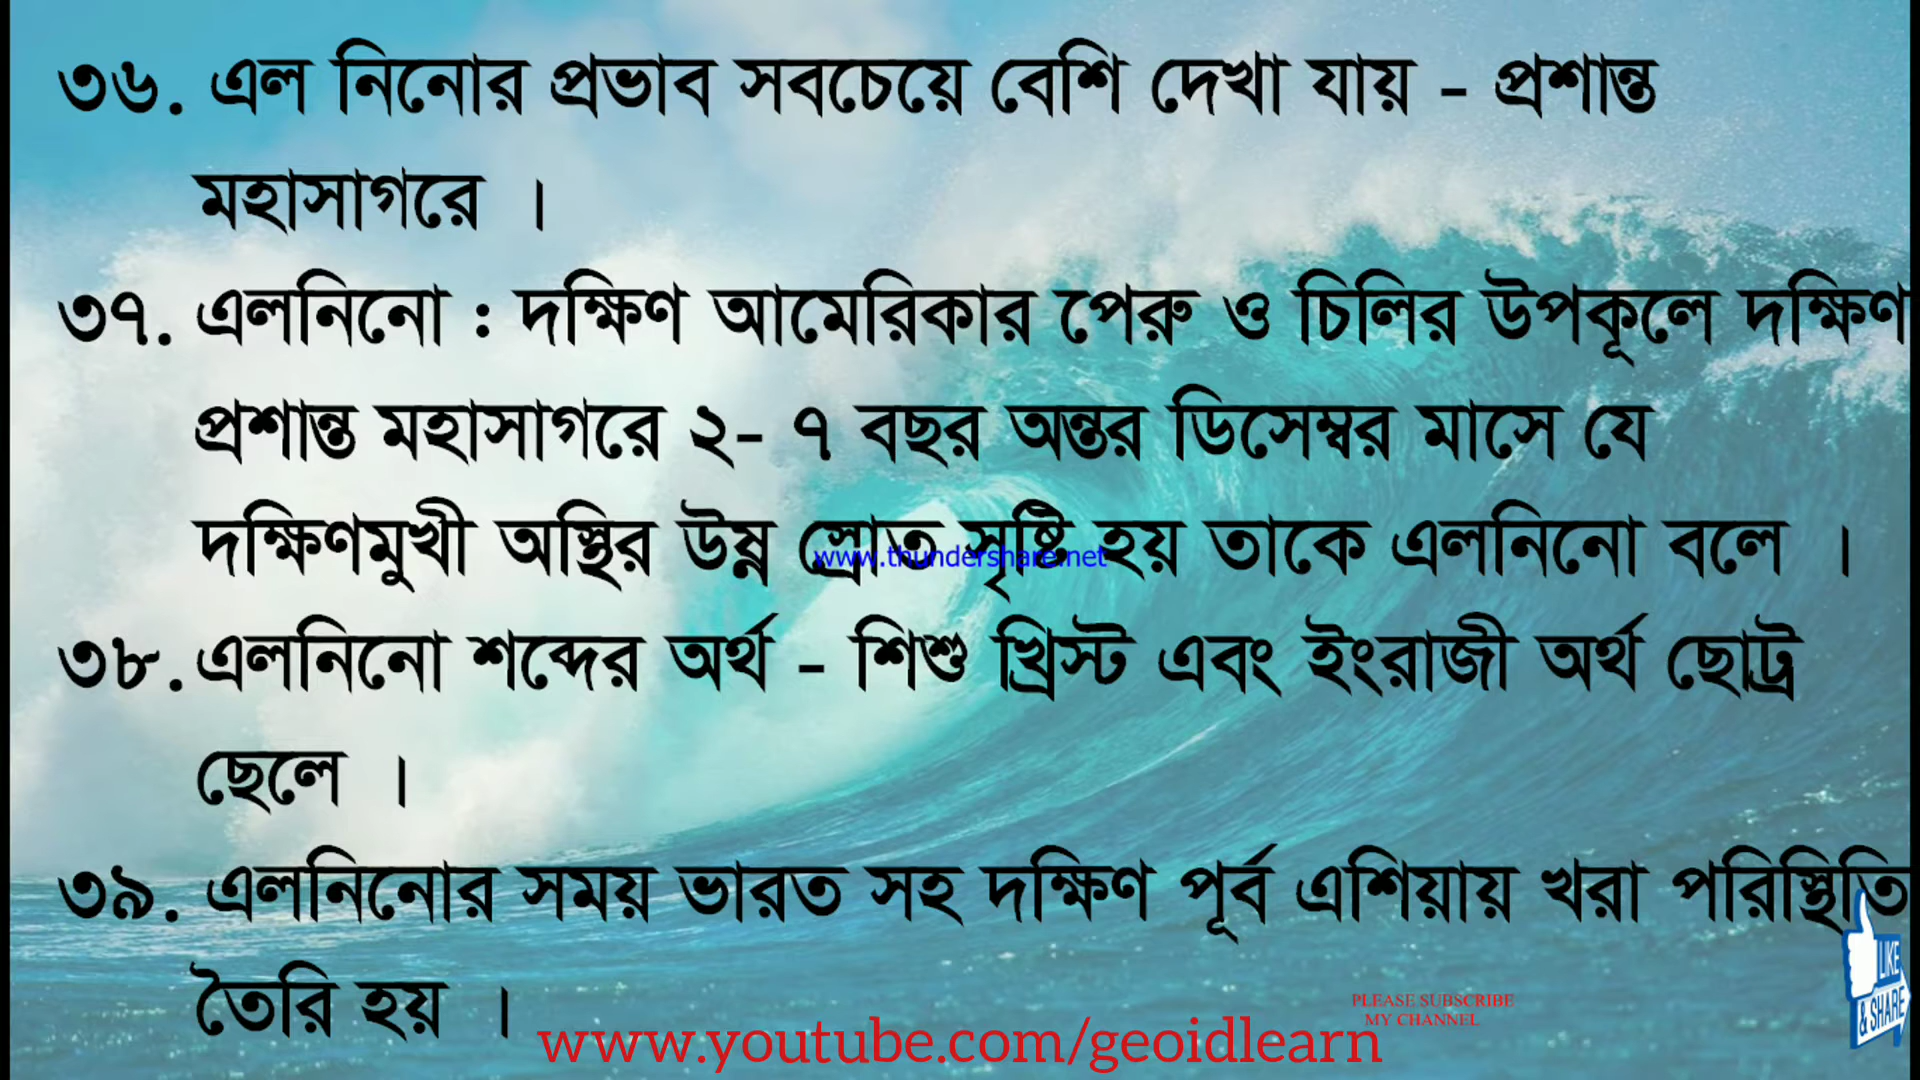 ৩৬. এল নিনোর প্রভাব সবচেয়ে বেশি দেখা যায় - প্রশান্ত
মহাসাগরে ।
৩৭. এলনিনো : দক্ষিণ আমেরিকার পেরু ও চিলির উপকূলে দক্ষিণ
প্রশান্ত মহাসাগরে ২- ৭ বছর অন্তর ডিসেম্বর মাসে যে
দক্ষিণমুখী অস্থির উষ্ণ স্রোত সৃষ্টি হয় তাকে এলনিনো বলে ।
www.thundershare.net
৩৮. এলনিনো শব্দের অর্থ - শিশু খ্রিস্ট এবং ইংরাজী অর্থ ছোট্ট
ছেলে ।
৩৯. এলনিনোর সময় ভারত সহ দক্ষিণ পূর্ব এশিয়ায় খরা পরিস্থিতি
তৈরি হয় ।
LIKE
& SHARE
PLEASE SUBSCRIBE
MY CHANNEL
www.youtube.com/geoidlearn